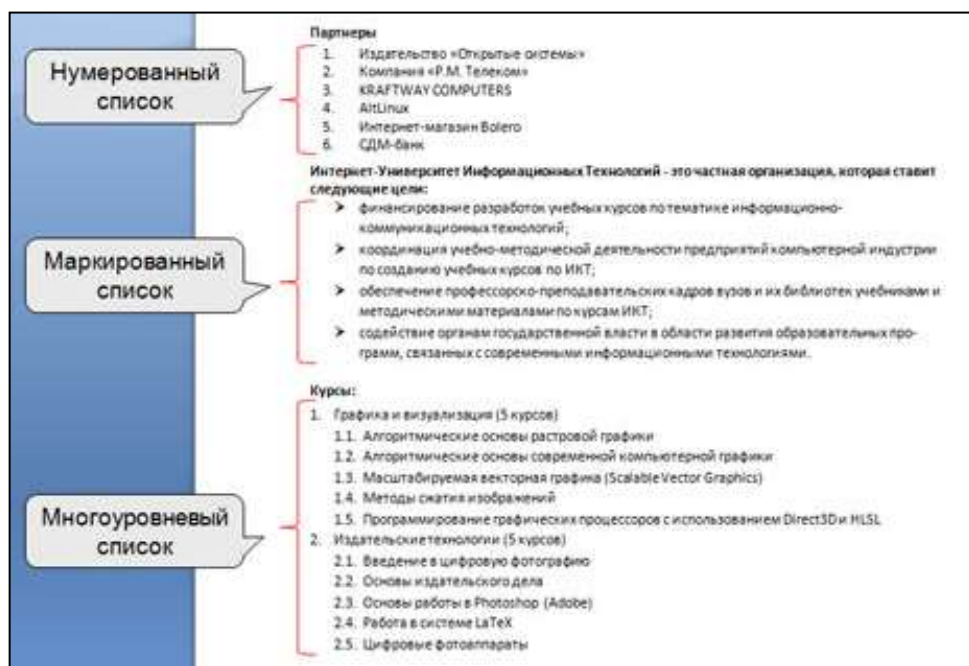 Партнеры
Нумерованный
список
1. Издательство «Открытые системы»
2. Компания «Р.М. Телеком»
3. KRAFTWAY COMPUTERS
4. AltLinux
5. Интернет-магазин Bolero
6. СДМ-банк
Интернет-Университет Информационных Технологий - это частная организация, которая ставит
следующие цели:
Маркированный
список
➤ финансирование разработок учебных курсов по тематике информационно-
коммуникационных технологий;
➤ координация учебно-методической деятельности предприятий компьютерной индустрии
по созданию учебных курсов по ИКТ;
➤ обеспечение профессорско-преподавательских кадров вузов и их библиотек учебниками и
методическими материалами по курсам ИКТ;
➤ содействие органам государственной власти в области развития образовательных про-
грамм, связанных с современными информационными технологиями.
Курсы:
Многоуровневый
список
1. Графика и визуализация (5 курсов)
1.1. Алгоритмические основы растровой графики
1.2. Алгоритмические основы современной компьютерной графики
1.3. Масштабируемая векторная графика (Scalable Vector Graphics)
1.4. Методы сжатия изображений
1.5. Программирование графических процессоров с использованием Direct3D и HLSL
2. Издательские технологии (5 курсов)
2.1. Введение в цифровую фотографию
2.2. Основы издательского дела
2.3. Основы работы в Photoshop (Adobe)
2.4. Работа в системе LaTeX
2.5. Цифровые фотоаппараты